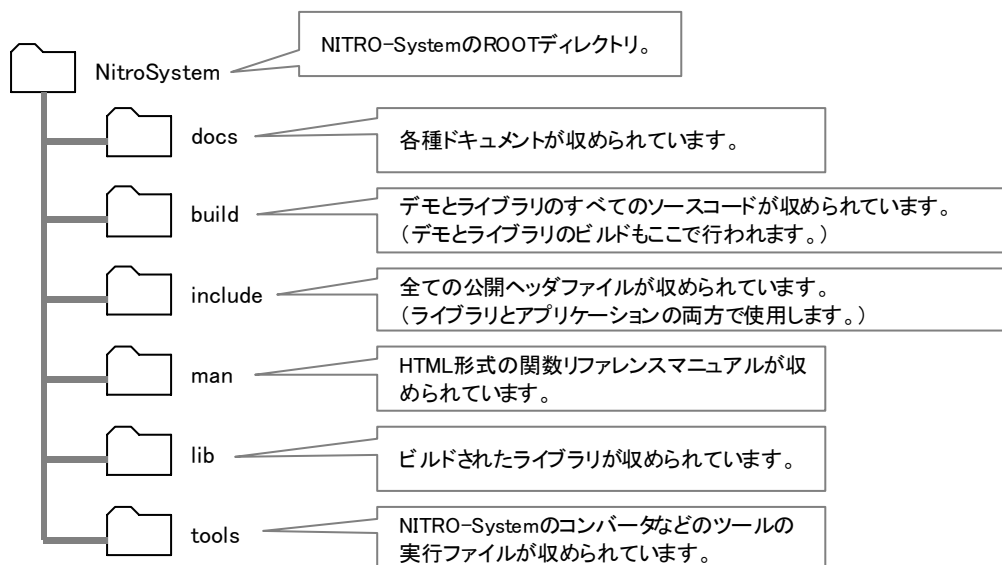 NITRO-SystemのROOTディレクトリ。
NitroSystem
docs
各種ドキュメントが収められています。
build
デモとライブラリのすべてのソースコードが収められています。
（デモとライブラリのビルドもここで行われます。）
include
全ての公開ヘッダファイルが収められています。
（ライブラリとアプリケーションの両方で使用します。）
man
HTML形式の関数リファレンスマニュアルが収
められています。
lib
ビルドされたライブラリが収められています。
tools
NITRO-Systemのコンバータなどのツールの
実行ファイルが収められています。